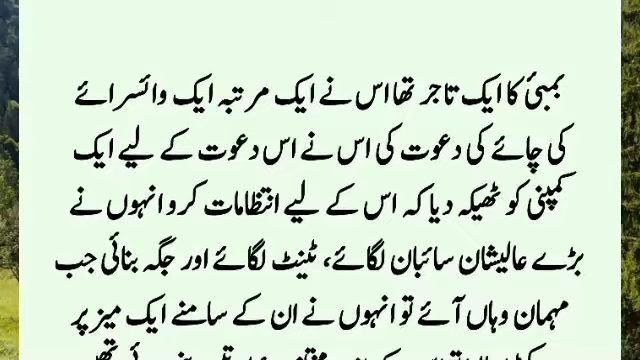 بمبئ کا ایک تاجر تھا اس نے ایک مرتبہ ایک وائسرائے
کی چائے کی دعوت کی اس نے اس دعوت کے لیے ایک
کمپنی کو ٹھیکہ دیا کہ اس کے لیے انتظامات کرو انہوں نے
بڑے عالیشان سائبان لگائے، ٹینٹ لگائے اور جگہ بنائی جب
مہمان وہاں آئے تو انہوں نے ان کے سامنے ایک میز پر